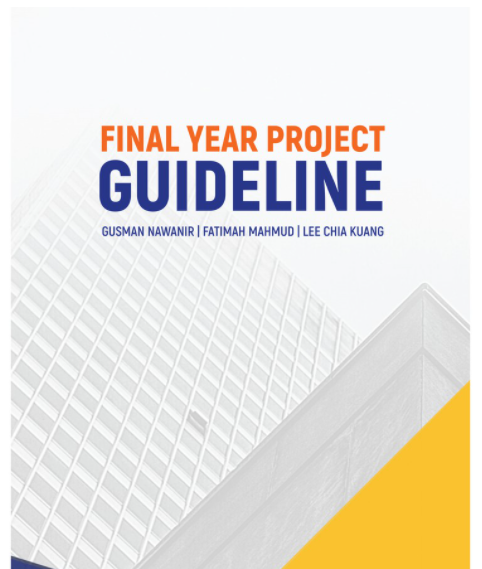 FINAL YEAR PROJECT
GUIDELINE
GUSMAN NAWANIR | FATIMAH MAHMUD | LEE CHIA KUANG